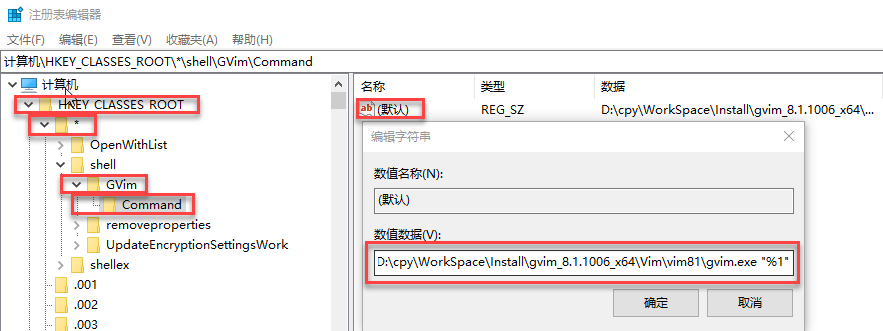 注册表编辑器
文件(F) 编辑(E) 查看(V) 收藏夹(A) 帮助(H)
计算机\HKEY_CLASSES_ROOT\*\shell\GVim\Command
计算机
HKEY_CLASSES_ROOT
*
OpenWithList
shell
GVim
Command
removeproperties
UpdateEncryptionSettingsWork
shellex
.001
.002
.003
名称 类型 数据
ab (默认) REG_SZ D:\cpy\WorkSpace\Install\gvim_8.1.1006_x64\...
编辑字符串
数值名称(N):
(默认)
数值数据(V):
D:\cpy\WorkSpace\Install\gvim_8.1.1006_x64\Vim\vim81\gvim.exe "%1"
确定 取消